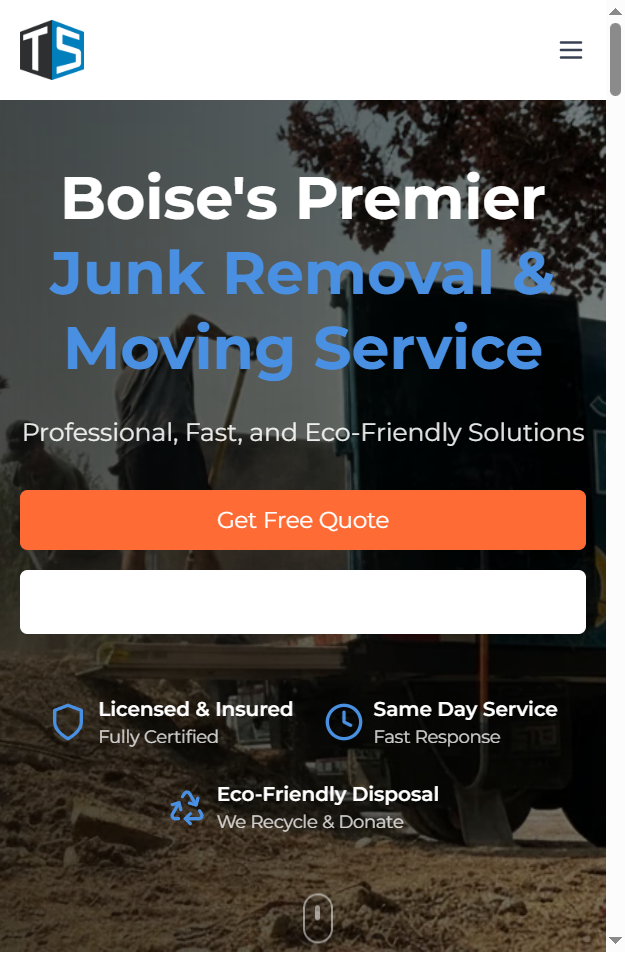 TS
Boise's Premier
Junk Removal &
Moving Service
Professional, Fast, and Eco-Friendly Solutions
Get Free Quote
Licensed & Insured
Fully Certified
Same Day Service
Fast Response
Eco-Friendly Disposal
We Recycle & Donate